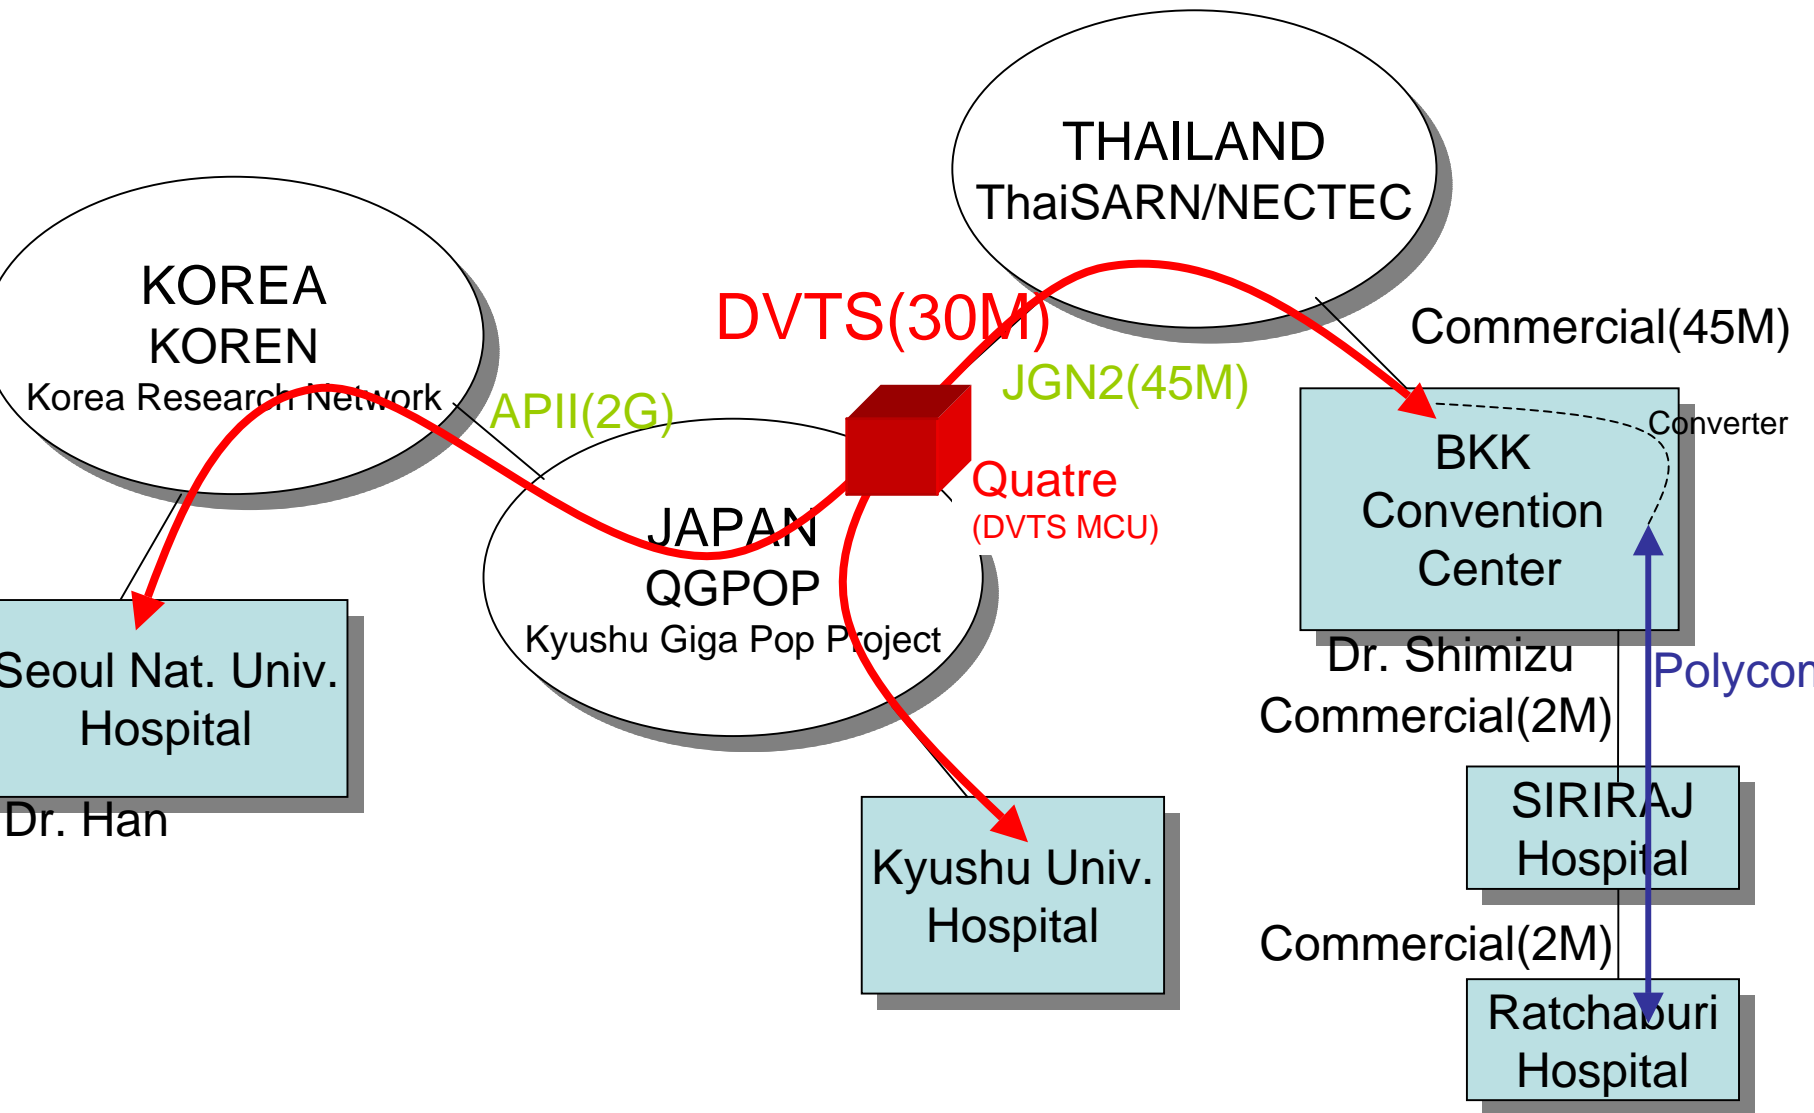 THAILAND
ThaiSARN/NECTEC
KOREA
KOREN
Korea Research Network
DVTS(30M)
Commercial(45M)
APII(2G)
JGN2(45M)
Converter
BKK
Convention
Center
Quatre
(DVTS MCU)
JAPAN
QGPOP
Kyushu Giga Pop Project
Seoul Nat. Univ.
Hospital
Dr. Han
Dr. Shimizu
Polycom
Commercial(2M)
SIRIRAJ
Hospital
Kyushu Univ.
Hospital
Commercial(2M)
Ratchaburi
Hospital